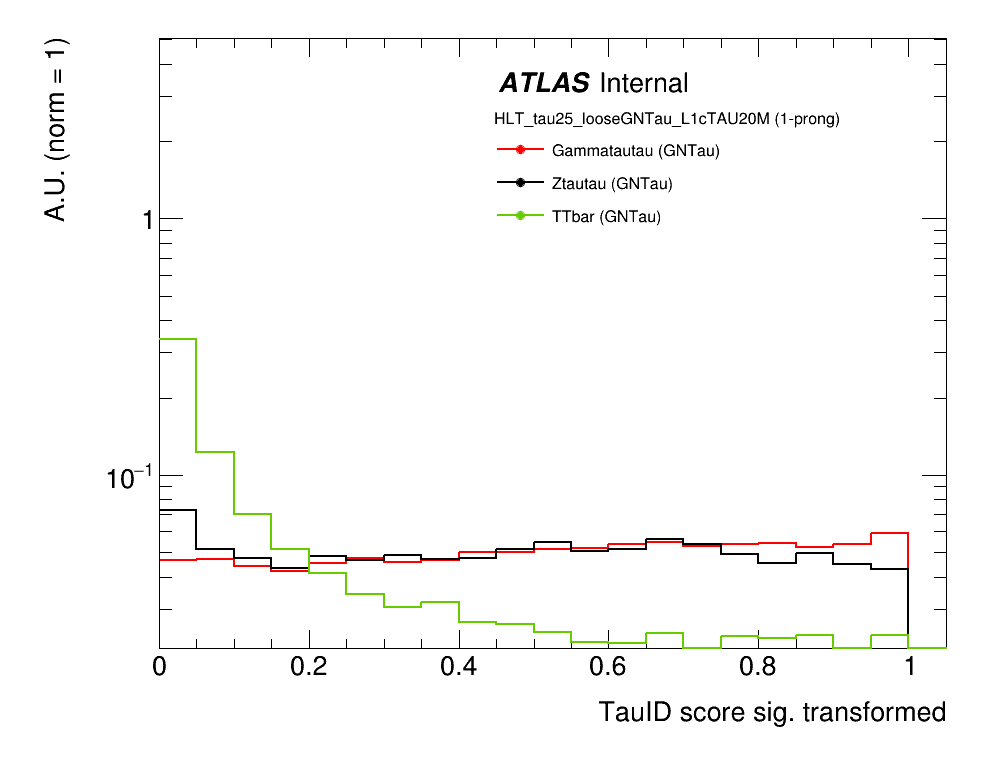 A.U. (norm = 1)
ATLAS Internal
HLT_tau25_looseGNTau_L1cTAU20M (1-prong)
Gammatautau (GNTau)
Ztautau (GNTau)
TTbar (GNTau)
1
10⁻¹
0 0.2 0.4 0.6 0.8 1
TauID score sig. transformed